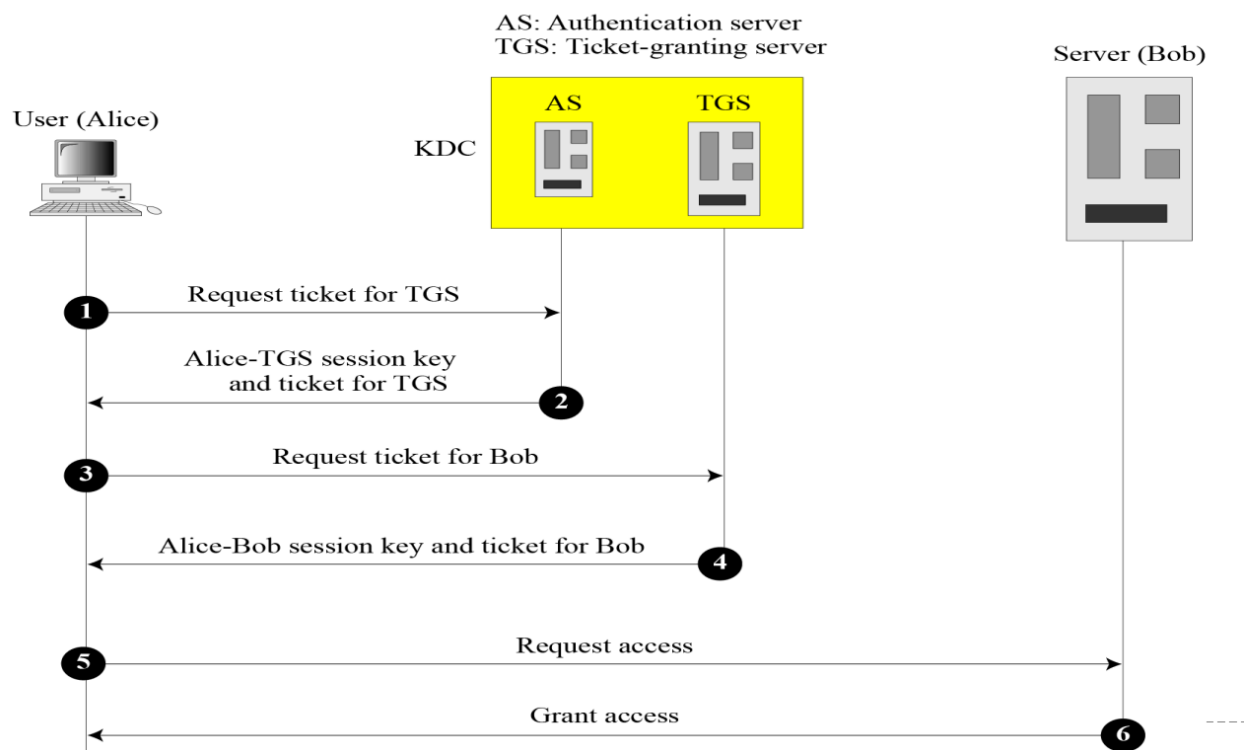 AS: Authentication server
TGS: Ticket-granting server
Server (Bob)
AS
TGS
User (Alice)
KDC
Request ticket for TGS
1
Alice-TGS session key
and ticket for TGS
2
Request ticket for Bob
3
Alice-Bob session key and ticket for Bob
4
Request access
5
Grant access
6